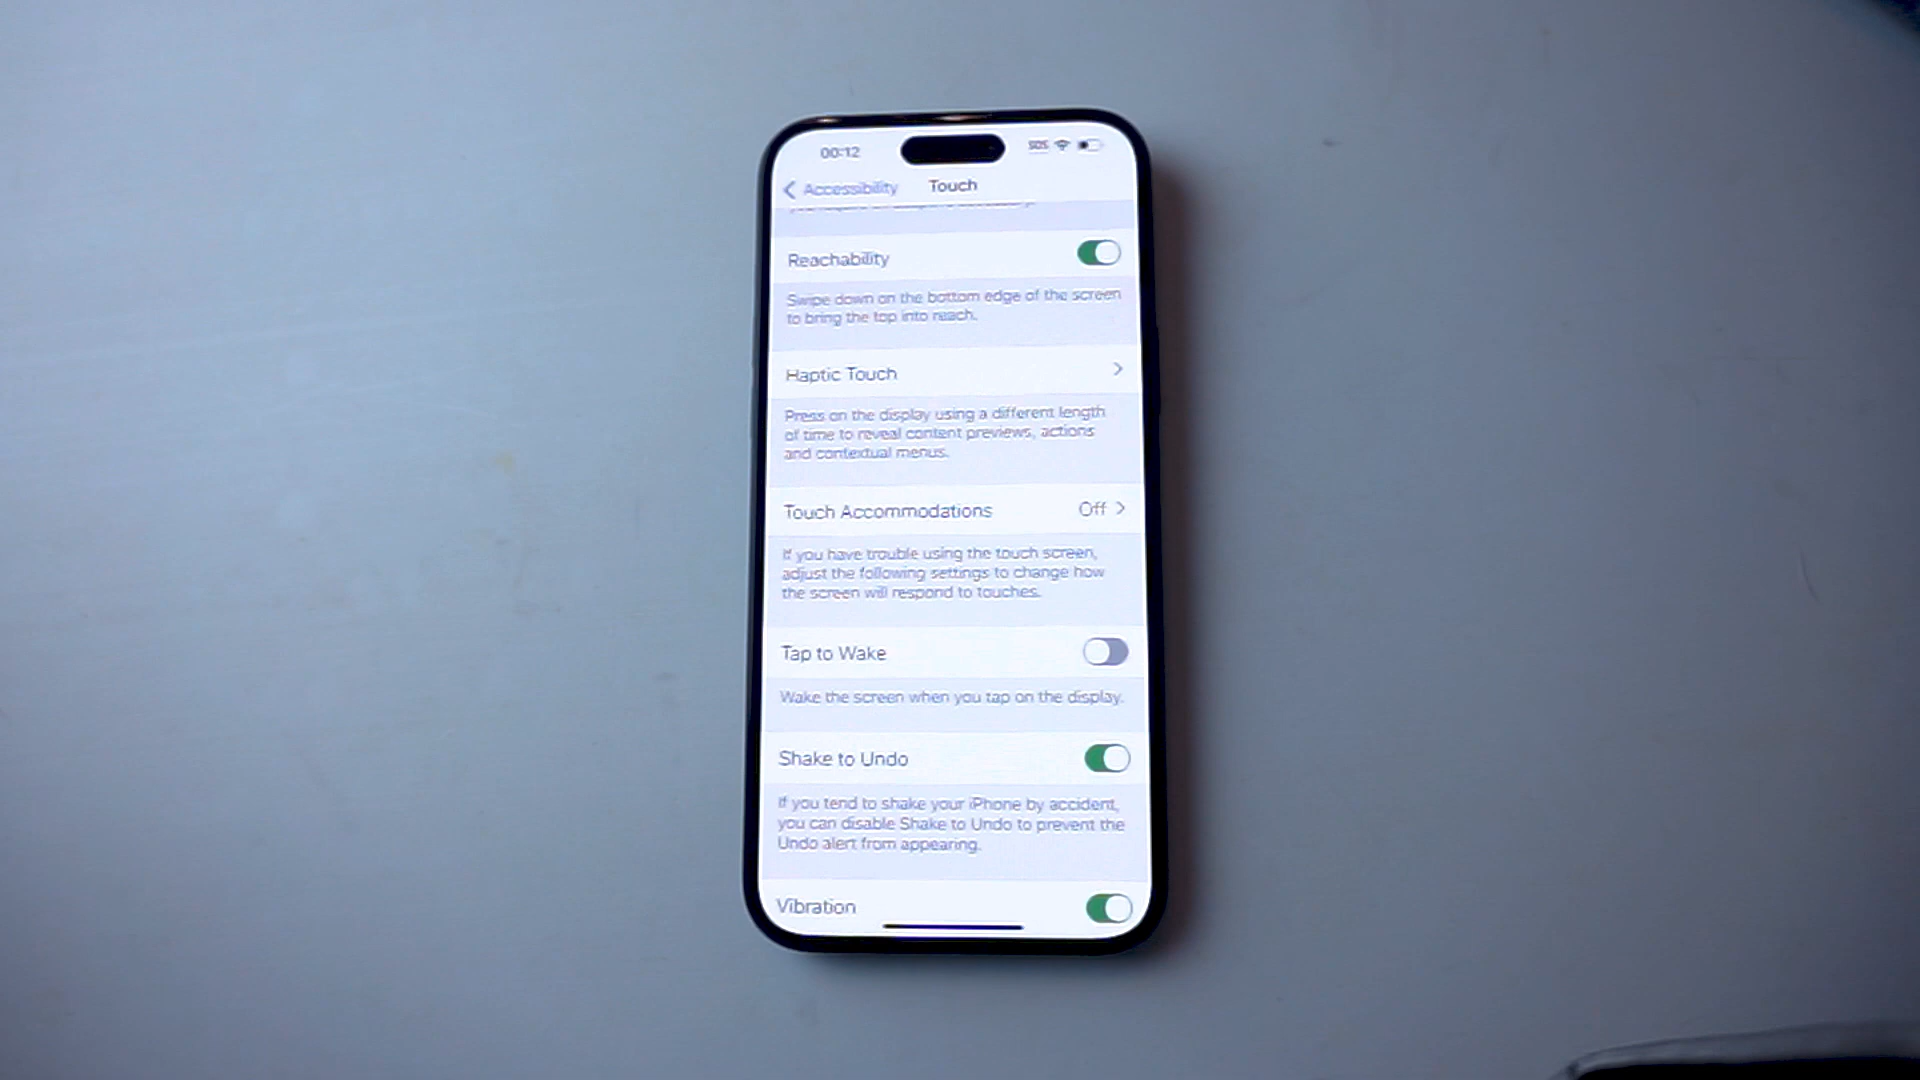 00:12
SOS
Accessibility
Touch
Reachability
Swipe down on the bottom edge of the screen
to bring the top into reach.
Haptic Touch
Press on the display using a different length
of time to reveal content previews, actions
and contextual menus.
Touch Accommodations Off
If you have trouble using the touch screen,
adjust the following settings to change how
the screen will respond to touches.
Tap to Wake
Wake the screen when you tap on the display.
Shake to Undo
If you tend to shake your iPhone by accident,
you can disable Shake to Undo to prevent the
Undo alert from appearing.
Vibration